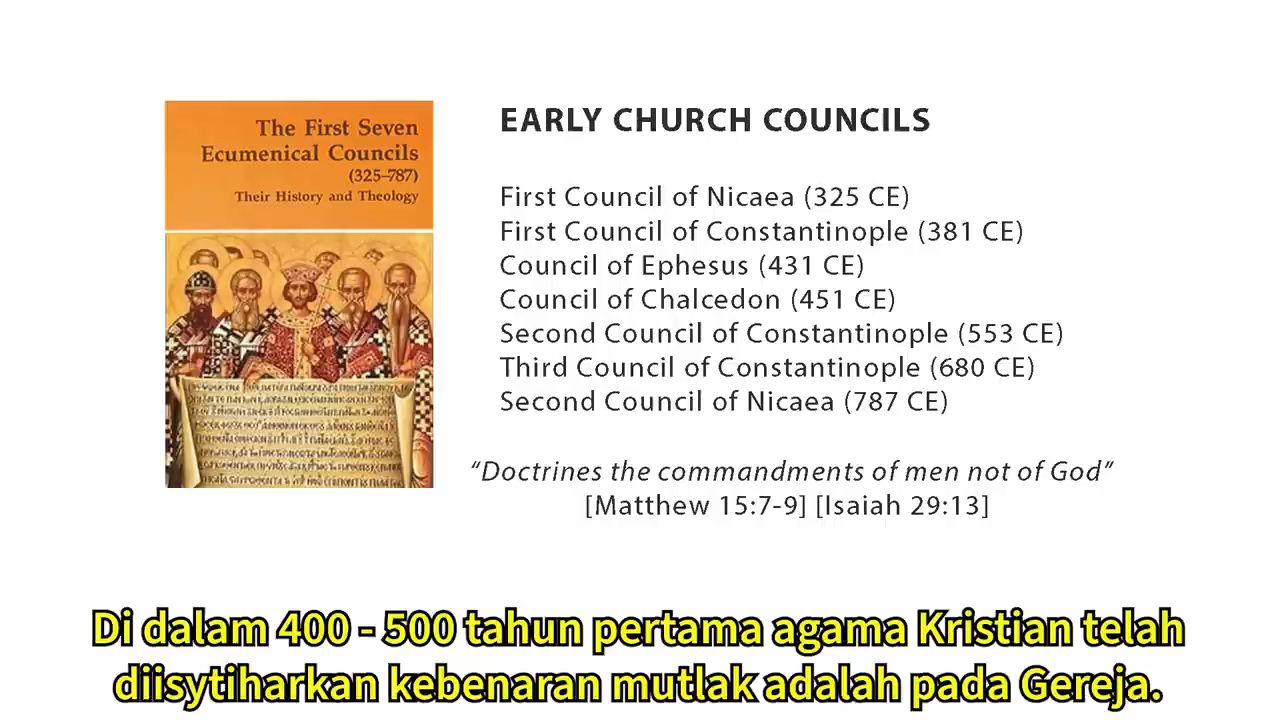 The First Seven
Ecumenical Councils
(325–787)
Their History and Theology
EARLY CHURCH COUNCILS
First Council of Nicaea (325 CE)
First Council of Constantinople (381 CE)
Council of Ephesus (431 CE)
Council of Chalcedon (451 CE)
Second Council of Constantinople (553 CE)
Third Council of Constantinople (680 CE)
Second Council of Nicaea (787 CE)
“Doctrines the commandments of men not of God”
[Matthew 15:7-9] [Isaiah 29:13]
Di dalam 400 - 500 tahun pertama agama Kristian telah
diisytiharkan kebenaran mutlak adalah pada Gereja.